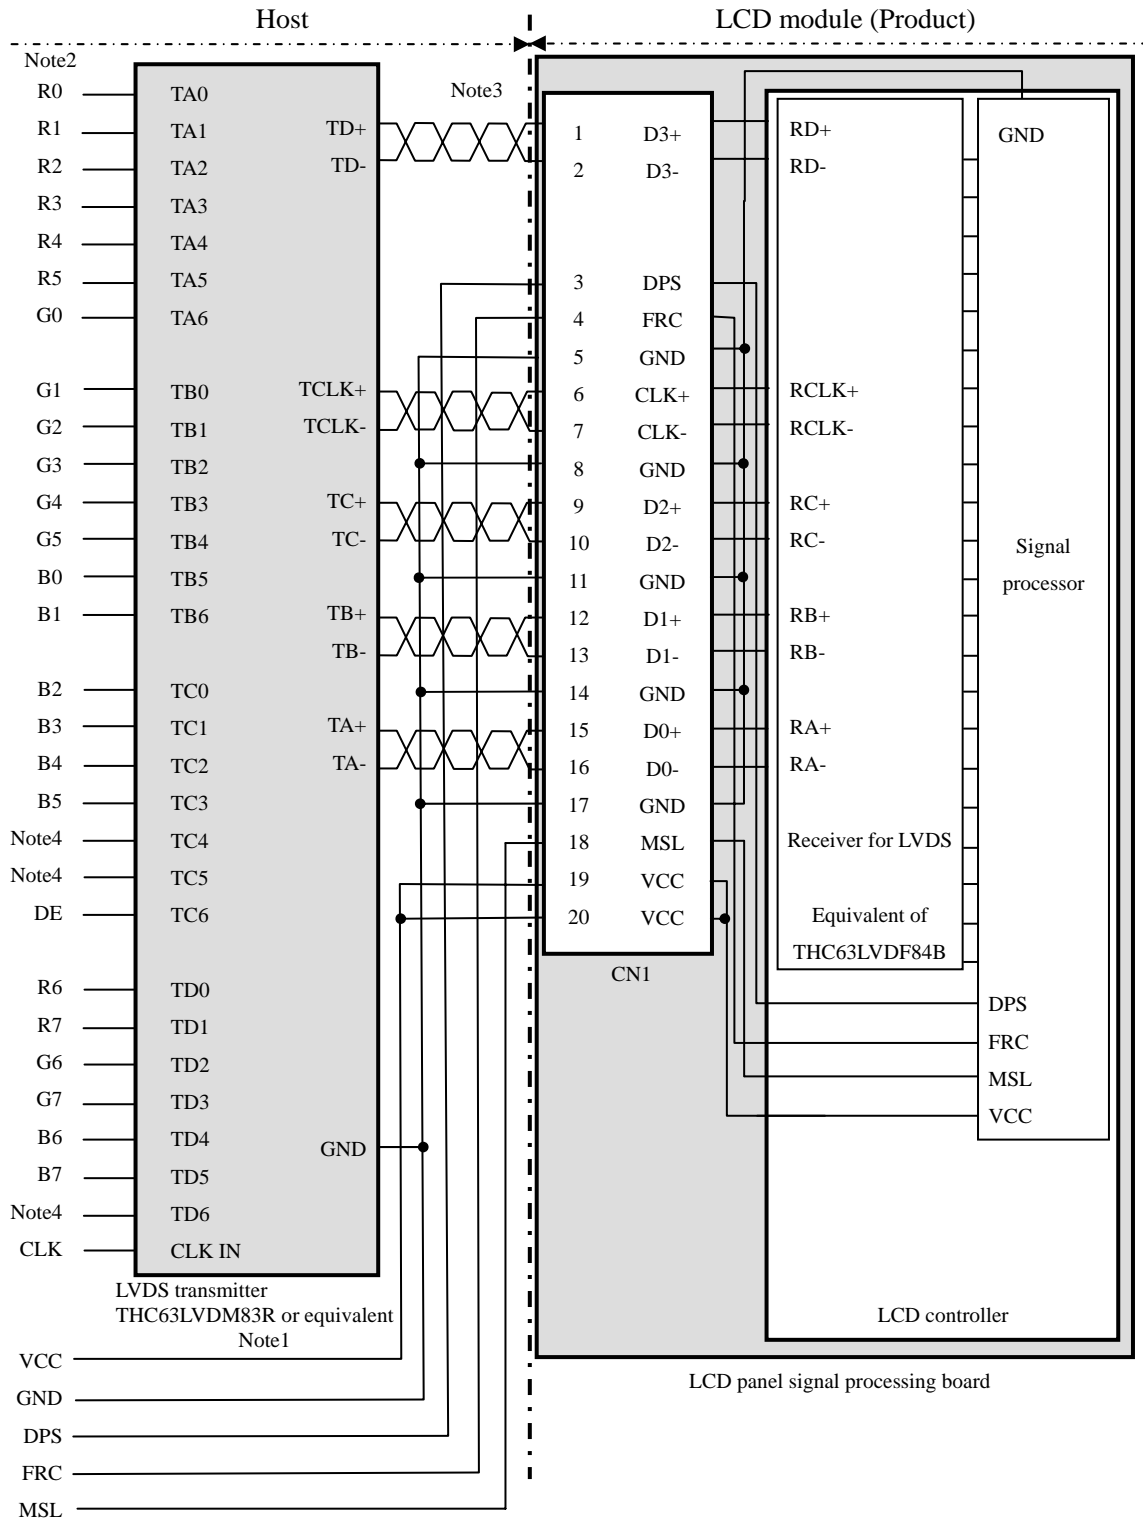 Host LCD module (Product)
Note2
Note3
R0 TA0
R1 TA1 TD+ 1 D3+ RD+ GND
R2 TA2 TD- 2 D3- RD-
R3 TA3
R4 TA4
R5 TA5 3 DPS
G0 TA6 4 FRC
5 GND
G1 TB0 TCLK+ 6 CLK+ RCLK+
G2 TB1 TCLK- 7 CLK- RCLK-
G3 TB2 8 GND
G4 TB3 TC+ 9 D2+ RC+
G5 TB4 TC- 10 D2- RC- Signal
B0 TB5 11 GND processor
B1 TB6 TB+ 12 D1+ RB+
TB- 13 D1- RB-
B2 TC0 14 GND
B3 TC1 TA+ 15 D0+ RA+
B4 TC2 TA- 16 D0- RA-
B5 TC3 17 GND
Note4 TC4 18 MSL Receiver for LVDS
Note4 TC5 19 VCC
DE TC6 20 VCC Equivalent of
THC63LVDF84B
CN1
R6 TD0 DPS
R7 TD1
G6 TD2 FRC
G7 TD3 MSL
B6 TD4 GND VCC
B7 TD5
Note4 TD6
CLK CLK IN
LVDS transmitter
THC63LVDM83R or equivalent LCD controller
Note1
VCC
LCD panel signal processing board
GND
DPS
FRC
MSL